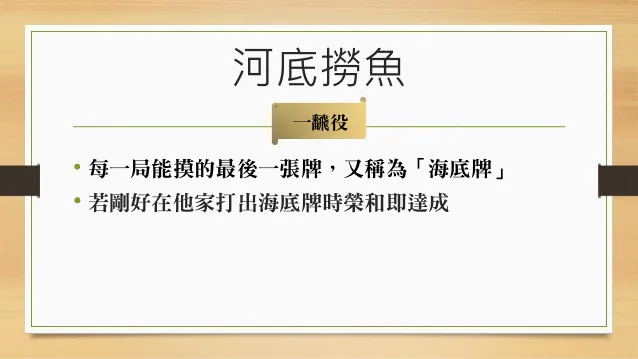 河底撈魚
一飜役
• 每一局能摸的最後一張牌，又稱為「海底牌」
• 若剛好在他家打出海底牌時榮和即達成